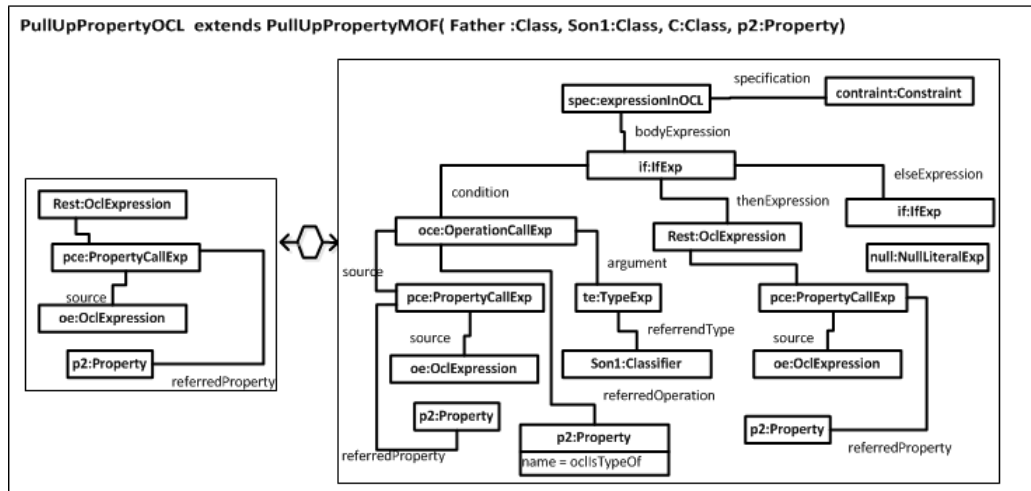 PullUpPropertyOCL extends PullUpPropertyMOF( Father :Class, Son1:Class, C:Class, p2:Property)
Rest:OclExpression
pce:PropertyCallExp
source
oe:OclExpression
p2:Property
referredProperty
specification
spec:expressionInOCL
contraint:Constraint
bodyExpression
if:IfExp
condition
thenExpression
elseExpression
if:IfExp
oce:OperationCallExp
Rest:OclExpression
null:NullLiteralExp
source
argument
pce:PropertyCallExp
te:TypeExp
pce:PropertyCallExp
source
referrendType
source
oe:OclExpression
Son1:Classifier
oe:OclExpression
referredOperation
p2:Property
p2:Property
p2:Property
referredProperty
name = oclIsTypeOf
referredProperty